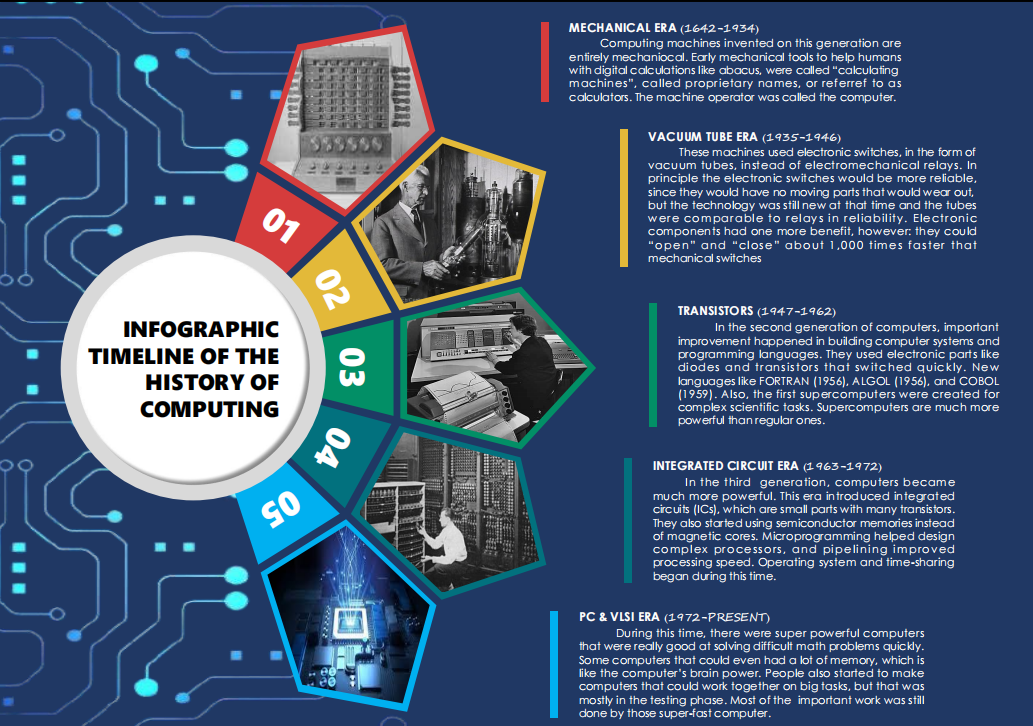 INFOGRAPHIC
TIMELINE OF THE
HISTORY OF
COMPUTING
01
02
03
04
05
MECHANICAL ERA (1642-1934)
Computing machines invented on this generation are
entirely mechaniocal. Early mechanical tools to help humans
with digital calculations like abacus, were called “calculating
machines”, called proprietary names, or referref to as
calculators. The machine operator was called the computer.
VACUUM TUBE ERA (1935-1946)
These machines used electronic switches, in the form of
vacuum tubes, instead of electromechanical relays. In
principle the electronic switches would be more reliable,
since they would have no moving parts that would wear out,
but the technology was still new at that time and the tubes
were comparable to relays in reliability. Electronic
components had one more benefit, however: they could
“open” and “close” about 1,000 times faster that
mechanical switches
TRANSISTORS (1947-1962)
In the second generation of computers, important
improvement happened in building computer systems and
programming languages. They used electronic parts like
diodes and transistors that switched quickly. New
languages like FORTRAN (1956), ALGOL (1956), and COBOL
(1959). Also, the first supercomputers were created for
complex scientific tasks. Supercomputers are much more
powerful than regular ones.
INTEGRATED CIRCUIT ERA (1963-1972)
In the third generation, computers became
much more powerful. This era introduced integrated
circuits (ICs), which are small parts with many transistors.
They also started using semiconductor memories instead
of magnetic cores. Microprogramming helped design
complex processors, and pipelining improved
processing speed. Operating system and time-sharing
began during this time.
PC & VLSI ERA (1972-PRESENT)
During this time, there were super powerful computers
that were really good at solving difficult math problems quickly.
Some computers that could even had a lot of memory, which is
like the computer’s brain power. People also started to make
computers that could work together on big tasks, but that was
mostly in the testing phase. Most of the important work was still
done by those super-fast computer.